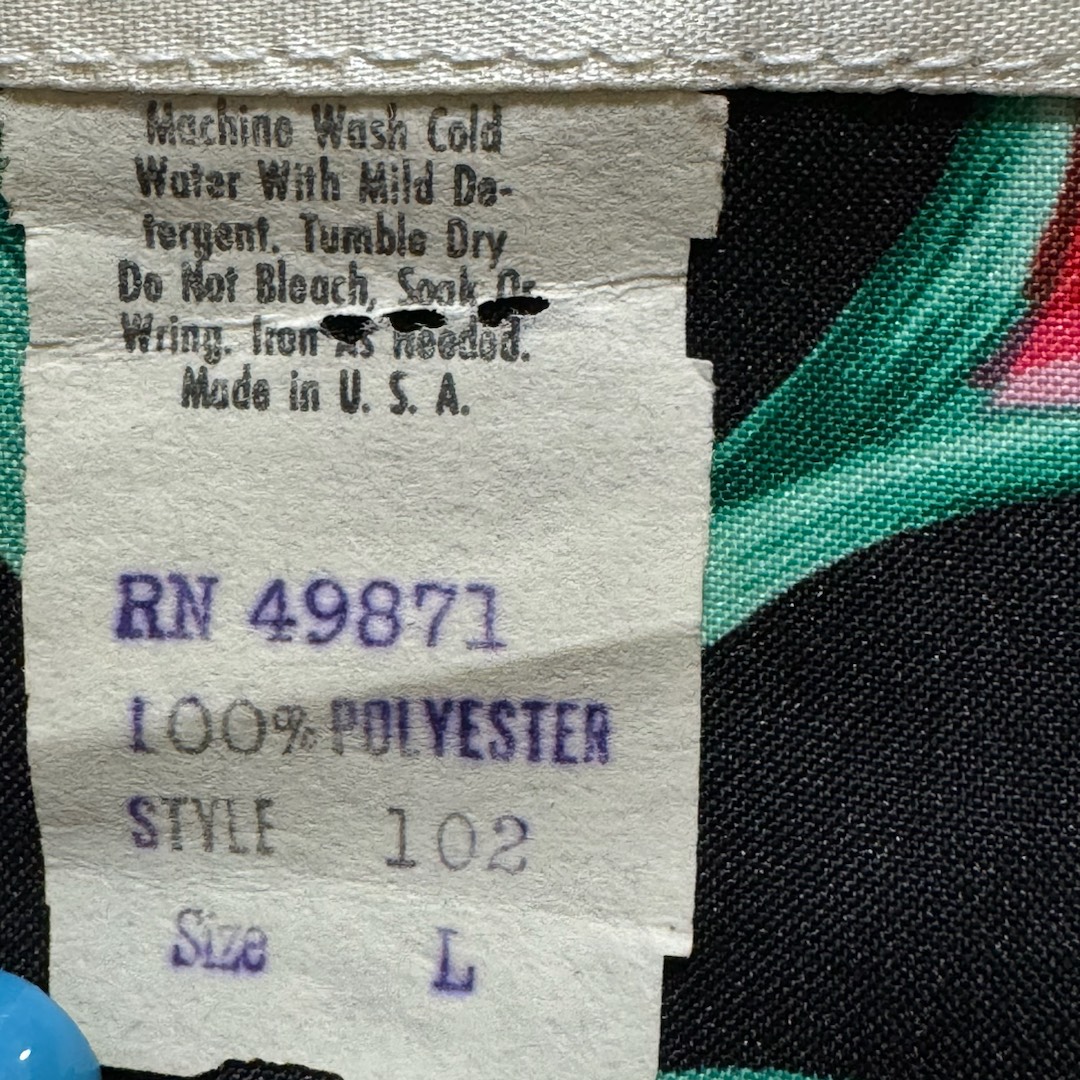 Machine Wash Cold
Water With Mild De-
tergent. Tumble Dry
Do Not Bleach, Soak Or
Wring. Iron As Needed.
Made in U. S. A.
RN 49871
100% POLYESTER
STYLE 102
Size L